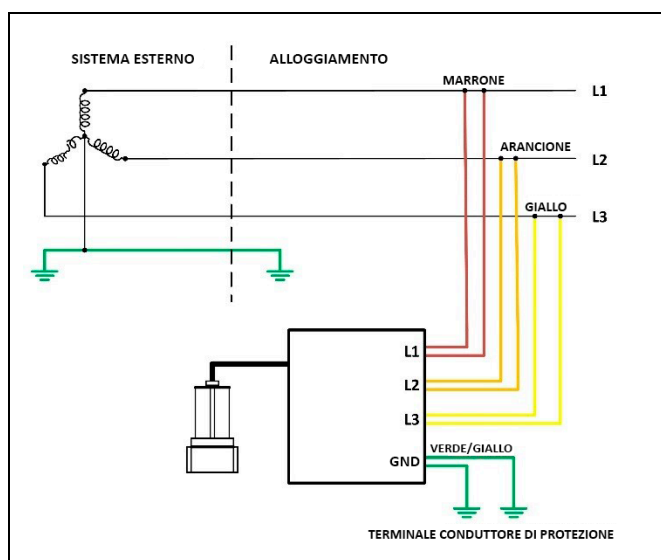 SISTEMA ESTERNO
ALLOGGIAMENTO
MARRONE
L1
ARANCIONE
L2
GIALLO
L3
L1
L2
L3
VERDE/GIALLO
GND
TERMINALE CONDUTTORE DI PROTEZIONE